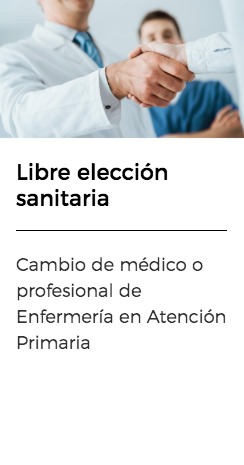 Libre elección
sanitaria
Cambio de médico o
profesional de
Enfermería en Atención
Primaria